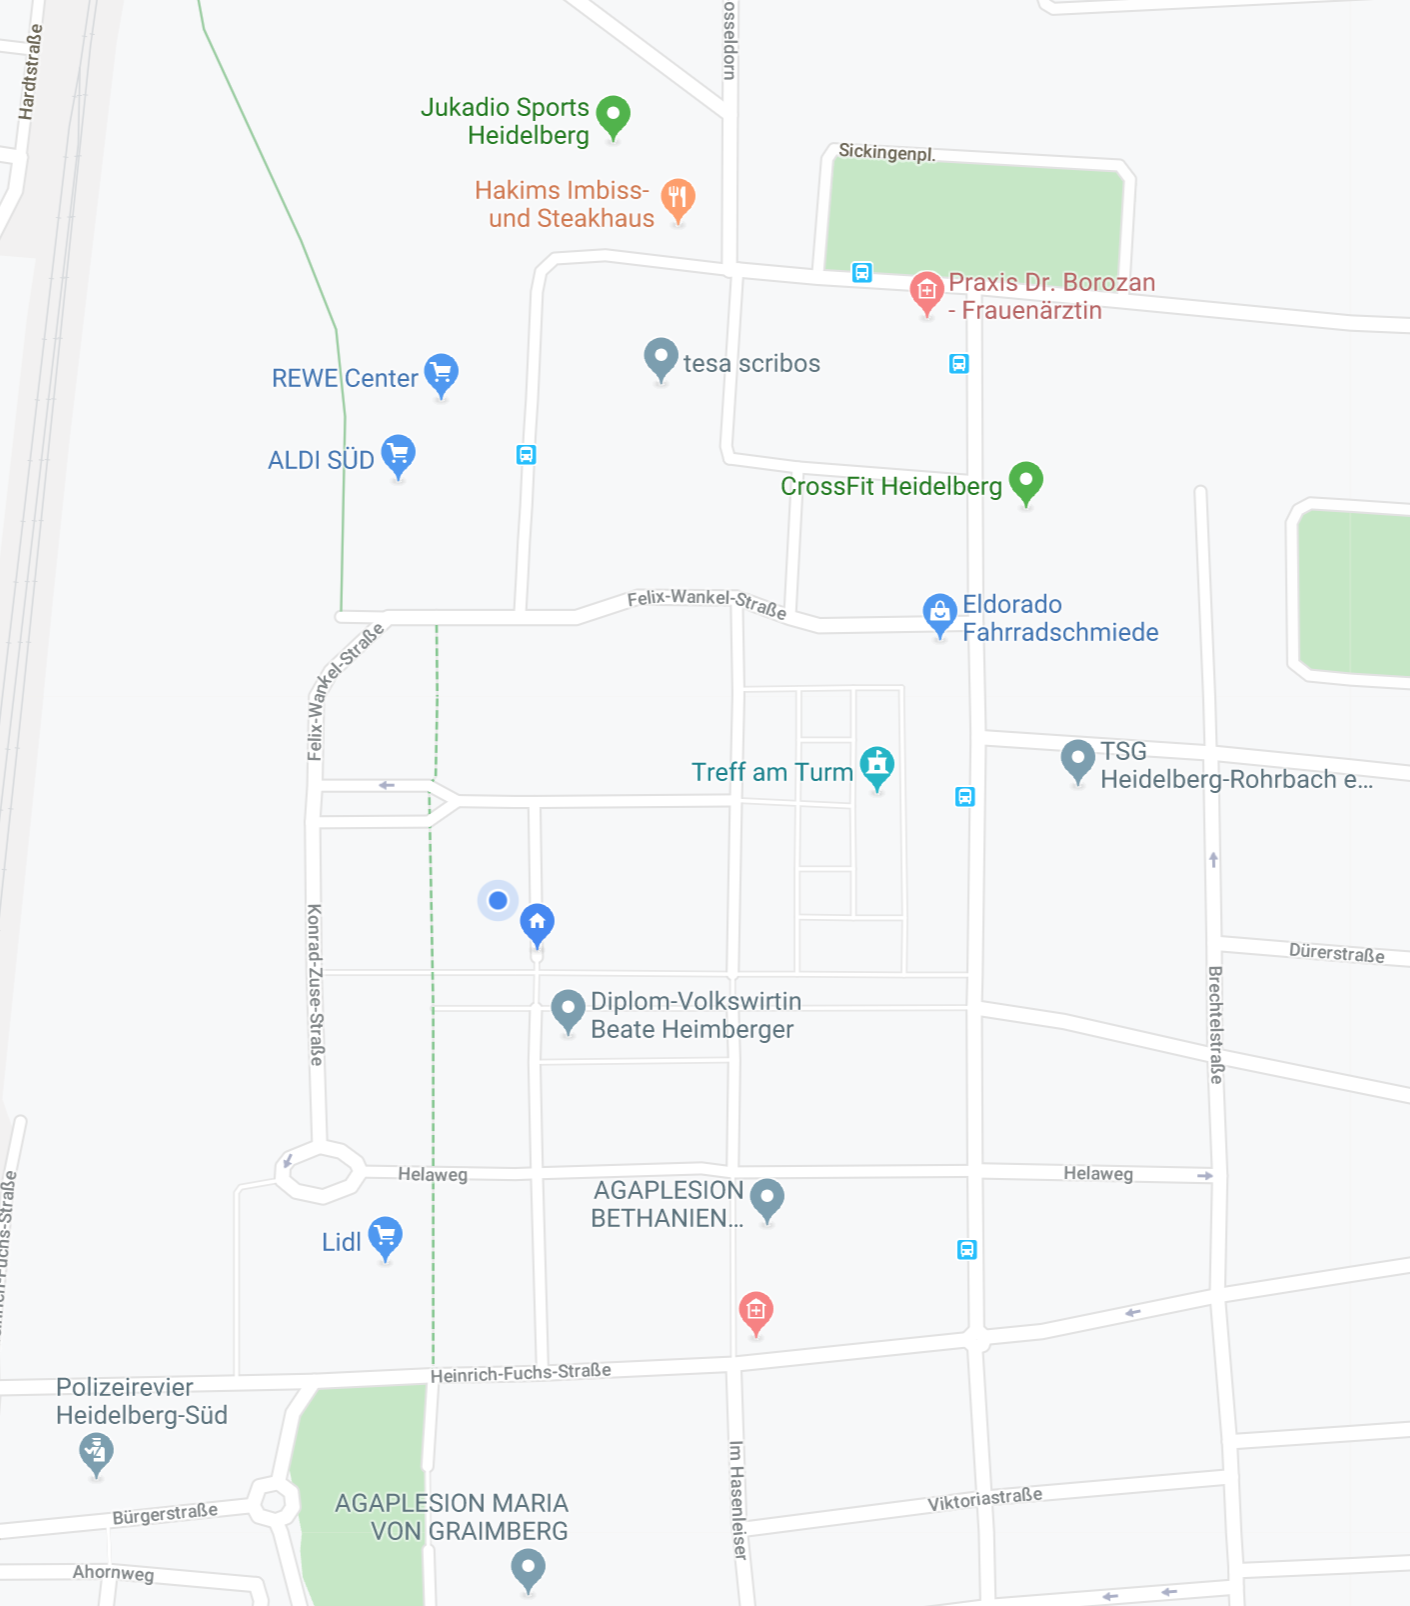 Hardtstraße
osseldorn
Jukadio Sports
Heidelberg
Sickingenpl.
Hakims Imbiss-
und Steakhaus
Praxis Dr. Borozan
- Frauenärztin
tesa scribos
REWE Center
ALDI SÜD
CrossFit Heidelberg
Felix-Wankel-Straße
Eldorado
Fahrradschmiede
Felix-Wankel-Straße
Treff am Turm
TSG
Heidelberg-Rohrbach e...
Konrad-Zuse-Straße
Dürerstraße
Brechtelstraße
Diplom-Volkswirtin
Beate Heimberger
Helaweg
Helaweg
AGAPLESION
BETHANIEN...
Lidl
inrich-Fuchs-Straße
Heinrich-Fuchs-Straße
Polizeirevier
Heidelberg-Süd
Im Hasenleiser
Bürgerstraße
AGAPLESION MARIA
VON GRAIMBERG
Viktoriastraße
Ahornweg